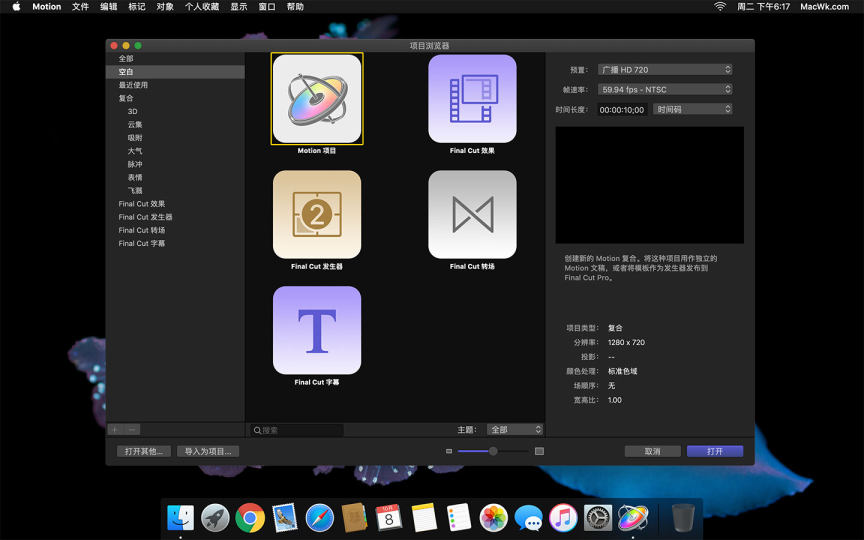 Motion 文件 编辑 标记 对象 个人收藏 显示 窗口 帮助 周二 下午6:17 MacWk.com
项目浏览器
全部
空白
最近使用
复合
3D
云集
吸附
大气
脉冲
表情
飞溅
Final Cut 效果
Final Cut 发生器
Final Cut 转场
Final Cut 字幕
Motion 项目
Final Cut 效果
2
Final Cut 发生器
Final Cut 转场
T
Final Cut 字幕
预置： 广播 HD 720
帧速率： 59.94 fps - NTSC
时间长度： 00:00:10;00 时间码
创建新的 Motion 复合。将这种项目用作独立的
Motion 文稿，或者将模板作为发生器发布到
Final Cut Pro。
项目类型： 复合
分辨率： 1280 x 720
投影： --
颜色处理： 标准色域
场顺序： 无
宽高比： 1.00
搜索 主题： 全部
打开其他... 导入为项目... 取消 打开
10月
8